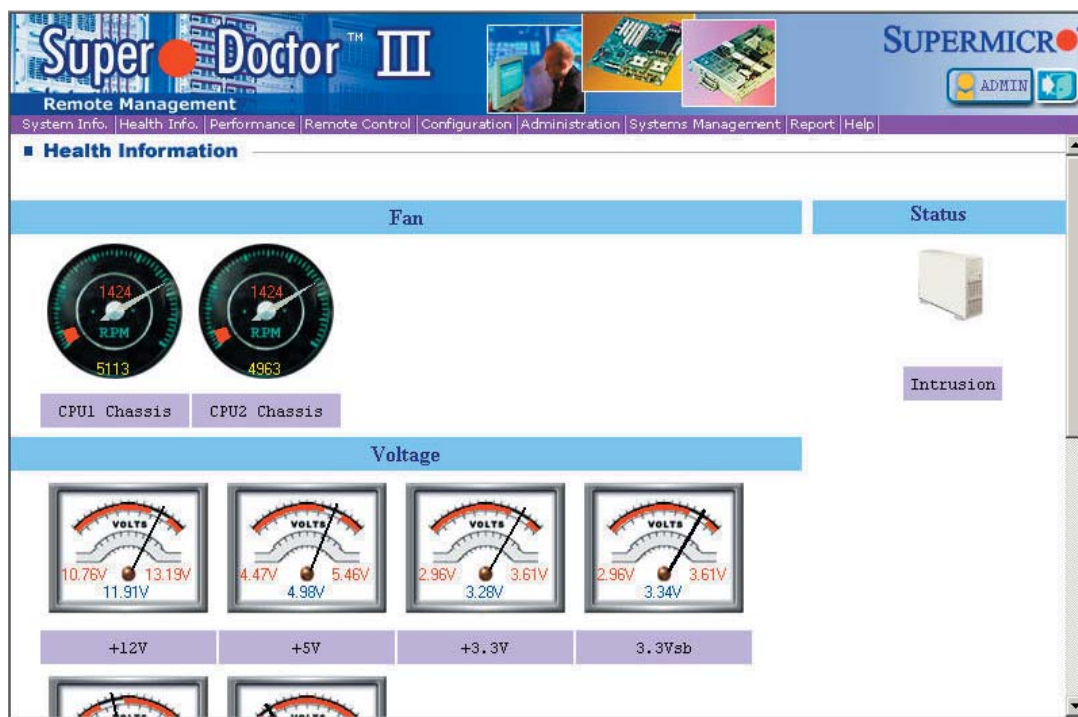 Super Doctor ™ III
SUPERMICR
ADMIN
Remote Management
System Info. Health Info. Performance Remote Control Configuration Administration Systems Management Report Help
Health Information
Fan
Status
1424 1424
RPM RPM
5113 4963
Intrusion
CPU1 Chassis CPU2 Chassis
Voltage
VOLTS VOLTS VOLTS VOLTS
10.76V 13.19V 4.47V 5.46V 2.96V 3.61V 2.96V 3.61V
11.91V 4.98V 3.28V 3.34V
+12V +5V +3.3V 3.3Vsb
VOLTS VOLTS